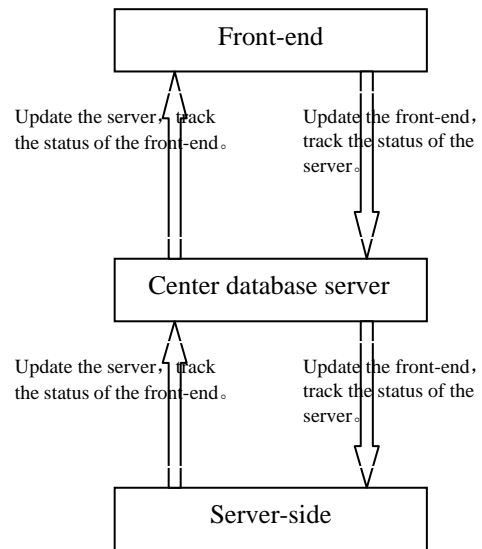 Front-end
Update the server，track
the status of the front-end。
Update the front-end，
track the status of the
server。
Center database server
Update the server，track
the status of the front-end。
Update the front-end，
track the status of the
server。
Server-side